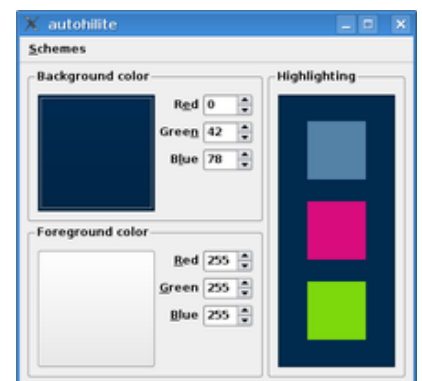 autohilite
Schemes
Background color
Red 0
Green 42
Blue 78
Foreground color
Red 255
Green 255
Blue 255
Highlighting